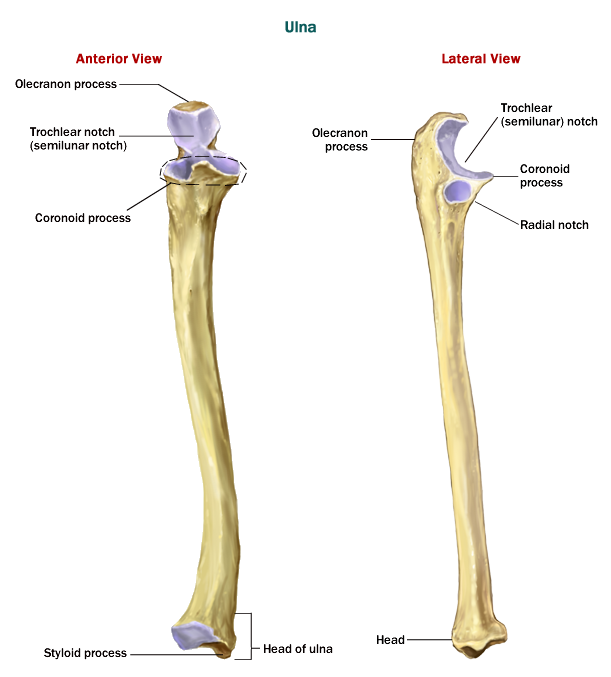 Ulna
Anterior View
Lateral View
Olecranon process
Trochlear notch
(semilunar notch)
Coronoid process
Styloid process
Head of ulna
Trochlear
(semilunar) notch
Olecranon
process
Coronoid
process
Radial notch
Head